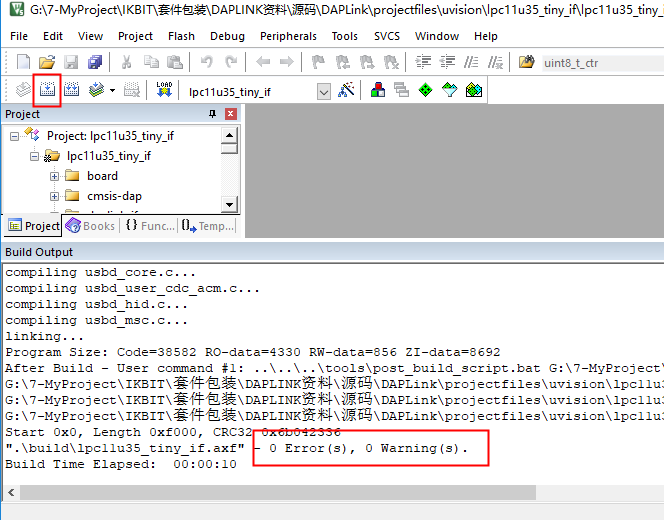 G:\7-MyProject\IKBIT\套件包装\DAPLINK资料\源码\DAPLink\projectfiles\uvision\lpc11u35_tiny_if\lpc11u35_tiny
File Edit View Project Flash Debug Peripherals Tools SVCS Window Help
uint8_t_ctr
LOAD lpc11u35_tiny_if
Project
Project: lpc11u35_tiny_if
lpc11u35_tiny_if
board
cmsis-dap
Project Books {} Func... Temp...
Build Output
compiling usbd_core.c...
compiling usbd_user_cdc_acm.c...
compiling usbd_hid.c...
compiling usbd_msc.c...
linking...
Program Size: Code=38582 RO-data=4330 RW-data=856 ZI-data=8692
After Build - User command #1: ..\..\..\tools\post_build_script.bat G:\7-MyProject
G:\7-MyProject\IKBIT\套件包装\DAPLINK资料\源码\DAPLink\projectfiles\uvision\lpc11u3
G:\7-MyProject\IKBIT\套件包装\DAPLINK资料\源码\DAPLink\projectfiles\uvision\lpc11u3
G:\7-MyProject\IKBIT\套件包装\DAPLINK资料\源码\DAPLink\projectfiles\uvision\lpc11u3
Start 0x0, Length 0xf000, CRC32 0x6b042336
".\build\lpc11u35_tiny_if.axf" - 0 Error(s), 0 Warning(s).
Build Time Elapsed: 00:00:10